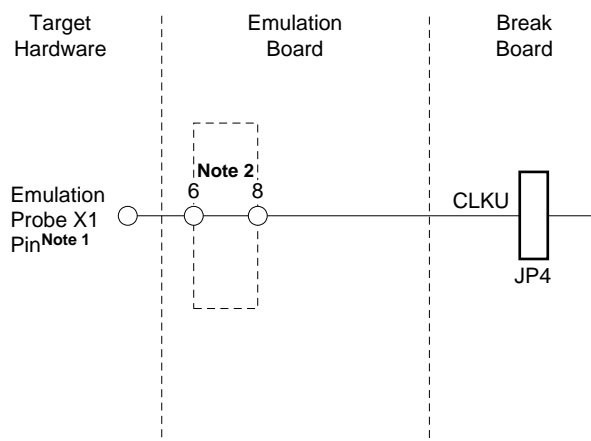 Target
Hardware
Emulation
Board
Break
Board
Note 2
6 8
Emulation
Probe X1
PinNote 1
CLKU
JP4